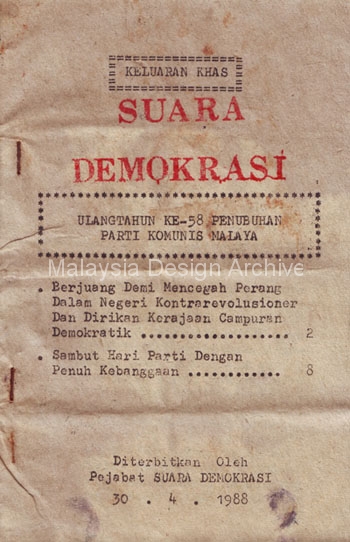 KELUARAN KHAS
SUARA
DEMOKRASI
ULANGTAHUN KE-58 PENUBUHAN
PARTI KOMUNIS MALAYA
Malaysia Design Archive
. Berjuang Demi Mencegah Perang
Dalam Negeri Kontrarevolusioner
Dan Dirikan Kerajaan Campuran
Demokratik ................ 2
. Sambut Hari Parti Dengan
Penuh Kebanggaan ............ 8
Diterbitkan Oleh
Pejabat SUARA DEMOKRASI
30 . 4 . 1988